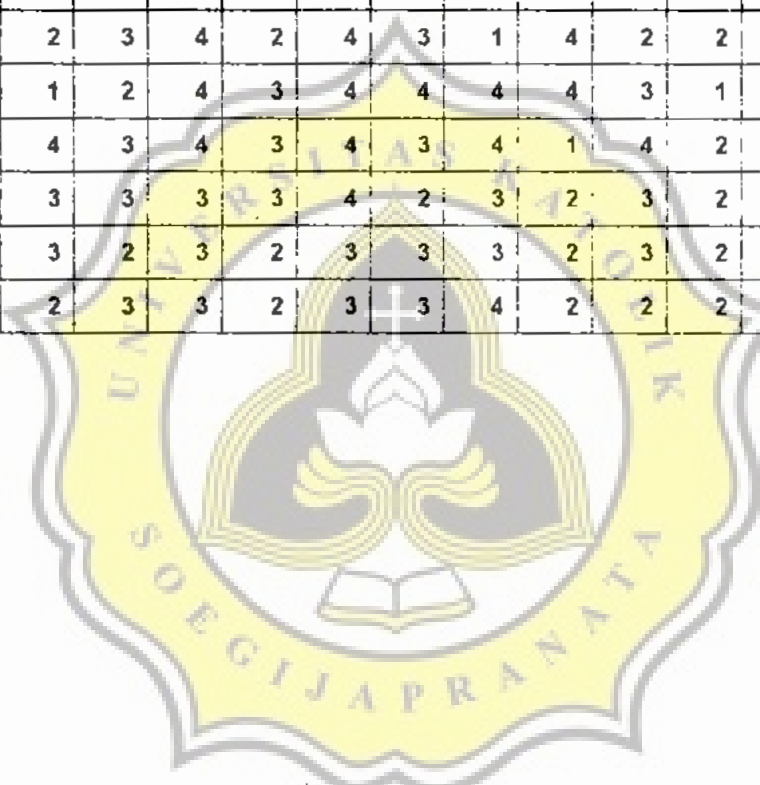 2 3 4 2 4 3 1 4 2 2
1 2 4 3 4 4 4 4 3 1
4 3 4 3 4 3 4 1 4 2
3 3 3 3 4 2 3 2 3 2
3 2 3 2 3 3 3 2 3 2
2 3 3 2 3 3 4 2 2 2
UNIVERSITAS KATOLIK
SOEGIJAPRANATA